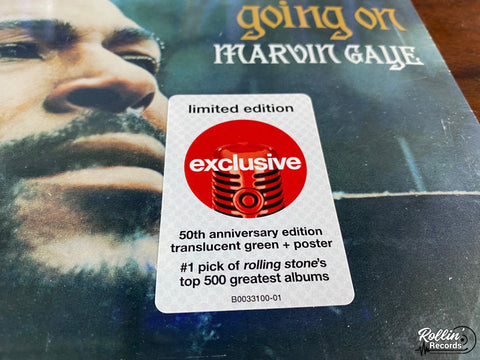 going on
MARVIN GAYE
limited edition
exclusive
50th anniversary edition
translucent green + poster
#1 pick of rolling stone's
top 500 greatest albums
B0033100-01
Rollin'
Records